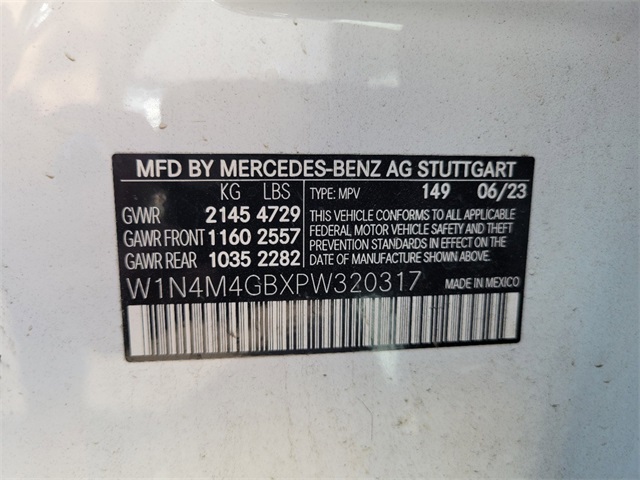 MFD BY MERCEDES-BENZ AG STUTTGART
KG LBS
GVWR 2145 4729
GAWR FRONT 1160 2557
GAWR REAR 1035 2282
TYPE: MPV 149 06/23
THIS VEHICLE CONFORMS TO ALL APPLICABLE
FEDERAL MOTOR VEHICLE SAFETY AND THEFT
PREVENTION STANDARDS IN EFFECT ON THE
DATE OF MANUFACTURE SHOWN ABOVE.
W1N4M4GBXPW320317
MADE IN MEXICO